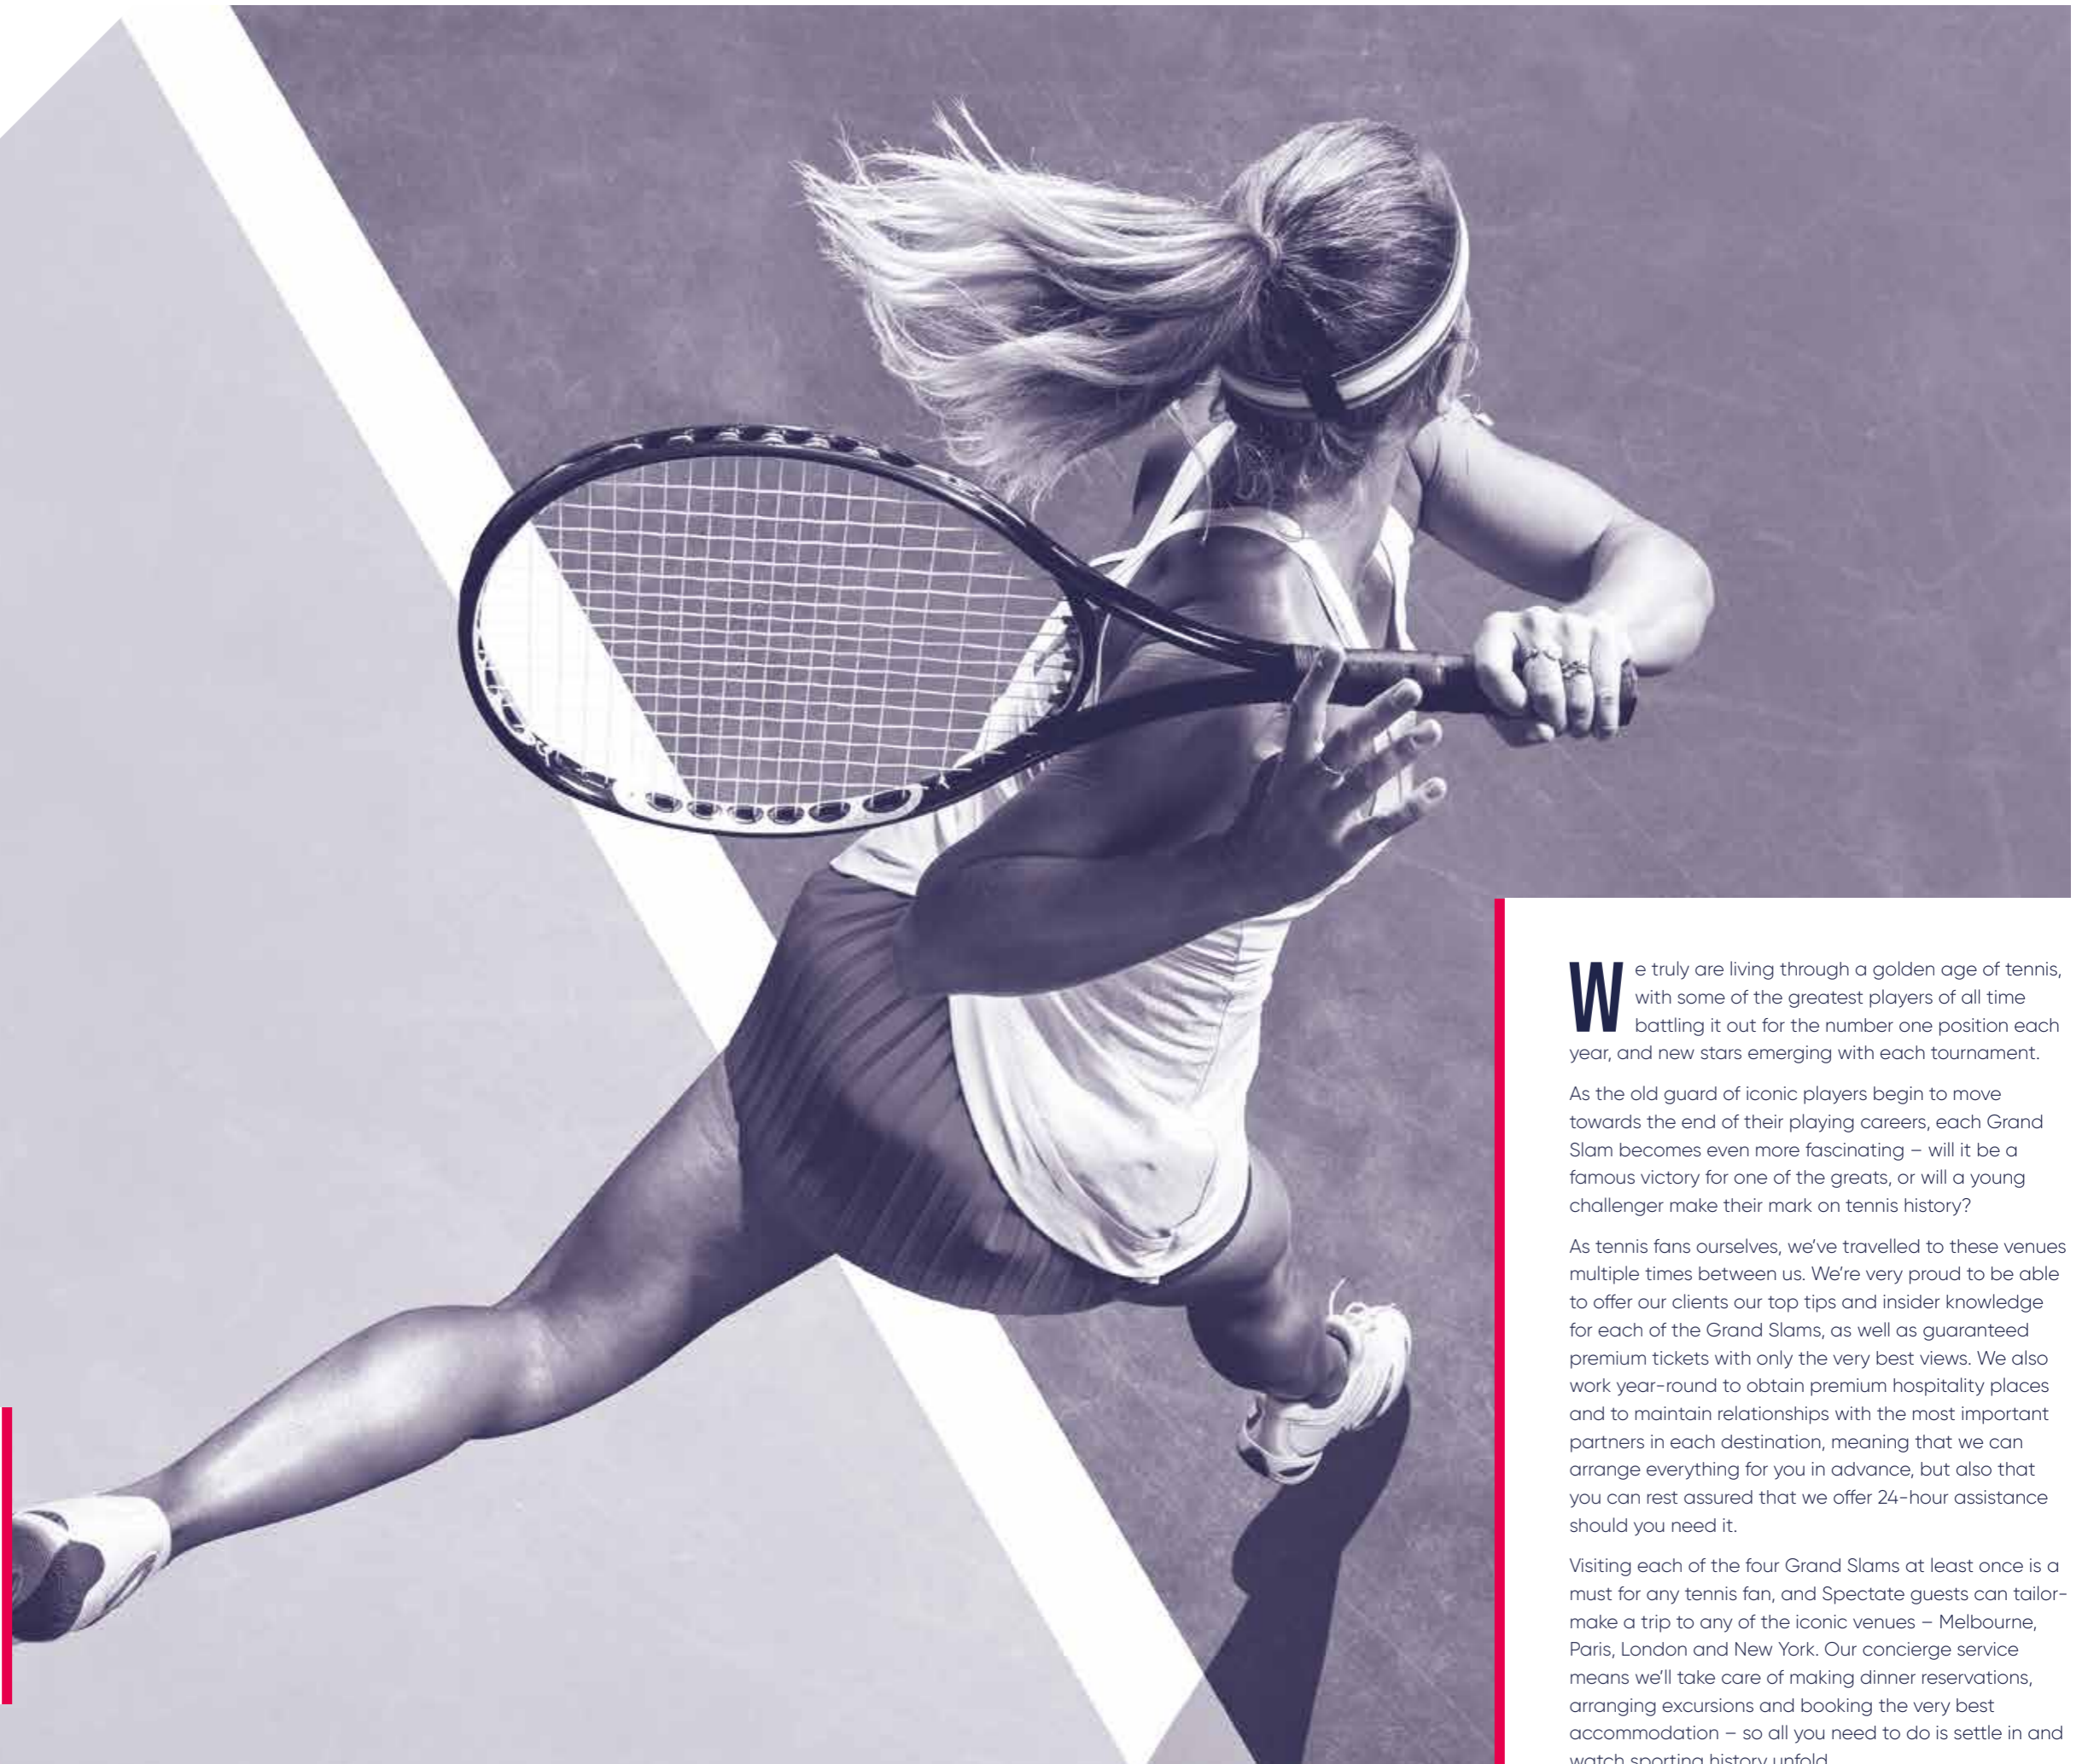 We truly are living through a golden age of tennis,
with some of the greatest players of all time
battling it out for the number one position each
year, and new stars emerging with each tournament.
As the old guard of iconic players begin to move
towards the end of their playing careers, each Grand
Slam becomes even more fascinating – will it be a
famous victory for one of the greats, or will a young
challenger make their mark on tennis history?
As tennis fans ourselves, we’ve travelled to these venues
multiple times between us. We’re very proud to be able
to offer our clients our top tips and insider knowledge
for each of the Grand Slams, as well as guaranteed
premium tickets with only the very best views. We also
work year-round to obtain premium hospitality places
and to maintain relationships with the most important
partners in each destination, meaning that we can
arrange everything for you in advance, but also that
you can rest assured that we offer 24-hour assistance
should you need it.
Visiting each of the four Grand Slams at least once is a
must for any tennis fan, and Spectate guests can tailor-
make a trip to any of the iconic venues – Melbourne,
Paris, London and New York. Our concierge service
means we’ll take care of making dinner reservations,
arranging excursions and booking the very best
accommodation – so all you need to do is settle in and
watch sporting history unfold